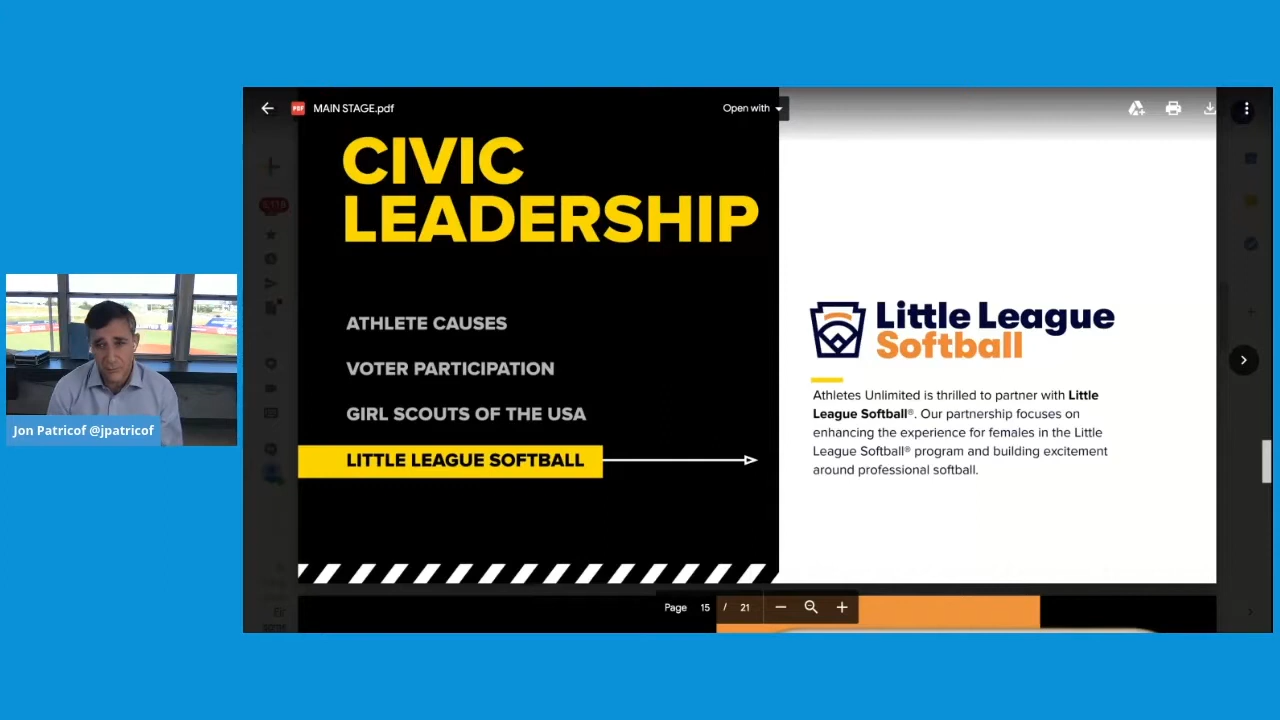 MAIN STAGE.pdf
Open with
CIVIC
LEADERSHIP
ATHLETE CAUSES
VOTER PARTICIPATION
GIRL SCOUTS OF THE USA
LITTLE LEAGUE SOFTBALL
Little League
Softball
Athletes Unlimited is thrilled to partner with Little
League Softball®. Our partnership focuses on
enhancing the experience for females in the Little
League Softball® program and building excitement
around professional softball.
Jon Patricof @jpatricof
Page 15 / 21